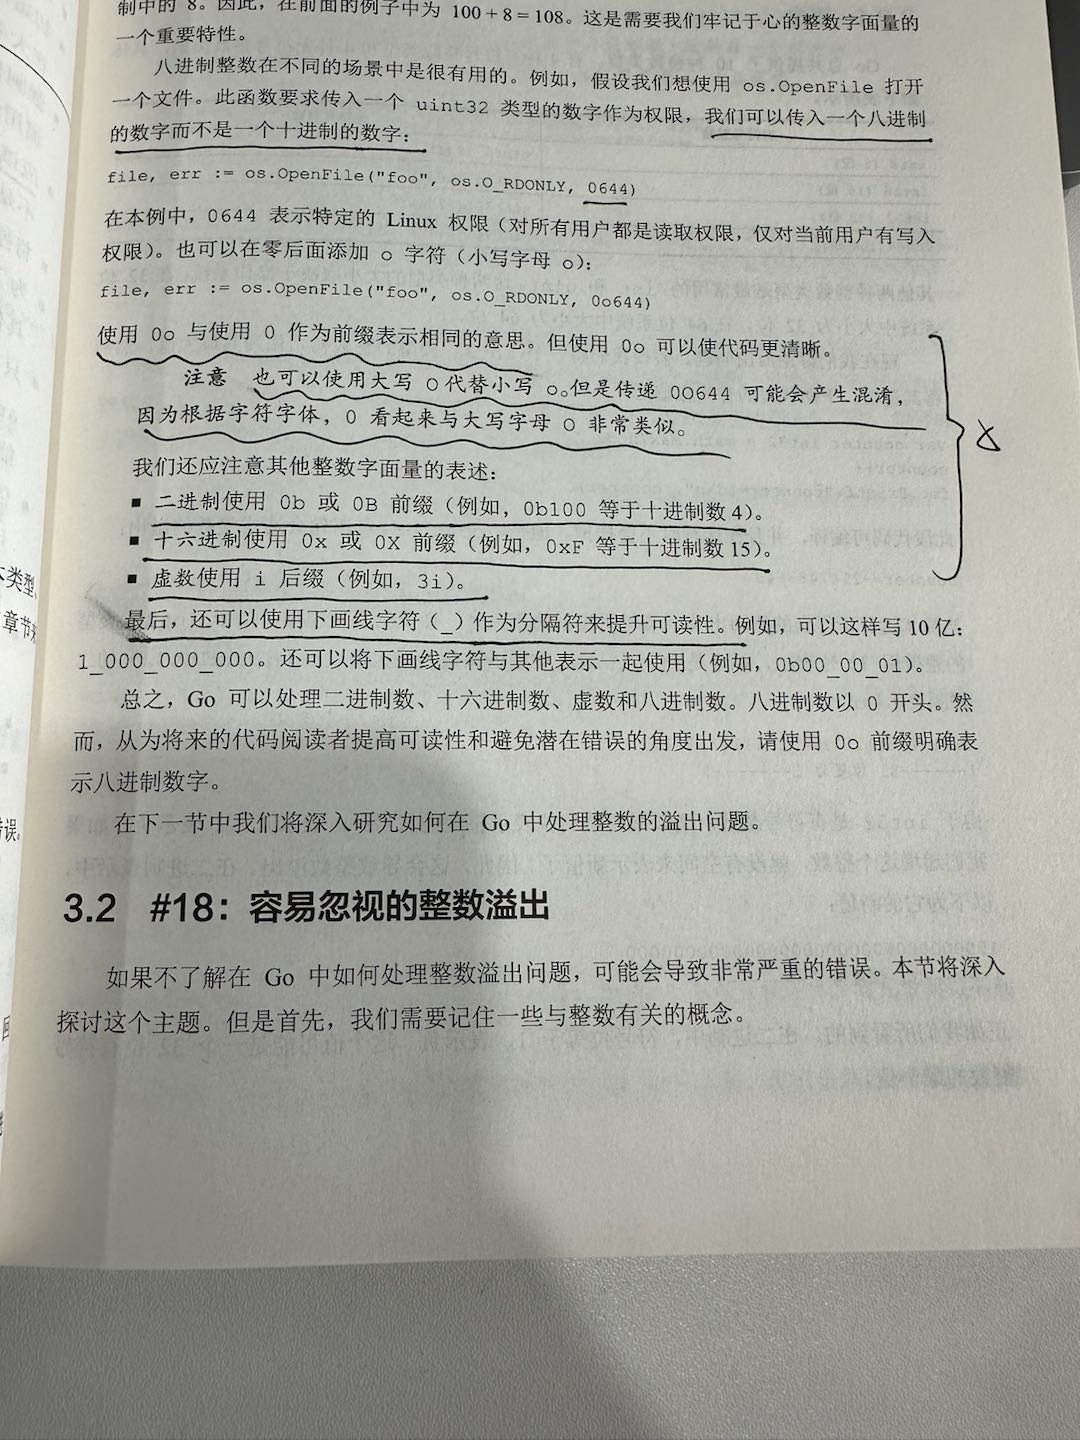 制中的 8。因此，在前面的例子中为 100 + 8 = 108。这是需要我们牢记于心的整数字面量的
一个重要特性。
八进制整数在不同的场景中是很有用的。例如，假设我们想使用 os.OpenFile 打开
一个文件。此函数要求传入一个 uint32 类型的数字作为权限，我们可以传入一个八进制
的数字而不是一个十进制的数字：
file, err := os.OpenFile("foo", os.O_RDONLY, 0644)
在本例中，0644 表示特定的 Linux 权限（对所有用户都是读取权限，仅对当前用户有写入
权限）。也可以在零后面添加 o 字符（小写字母 o）：
file, err := os.OpenFile("foo", os.O_RDONLY, 0o644)
使用 0o 与使用 0 作为前缀表示相同的意思。但使用 0o 可以使代码更清晰。
注意 也可以使用大写 O 代替小写 o。但是传递 0O644 可能会产生混淆，
因为根据字符字体，0 看起来与大写字母 O 非常类似。
我们还应注意其他整数字面量的表述：
■ 二进制使用 0b 或 0B 前缀（例如，0b100 等于十进制数 4）。
■ 十六进制使用 0x 或 0X 前缀（例如，0xF 等于十进制数 15）。
■ 虚数使用 i 后缀（例如，3i）。
最后，还可以使用下画线字符（_）作为分隔符来提升可读性。例如，可以这样写 10 亿：
1_000_000_000。还可以将下画线字符与其他表示一起使用（例如，0b00_00_01）。
总之，Go 可以处理二进制数、十六进制数、虚数和八进制数。八进制数以 0 开头。然
而，从为将来的代码阅读者提高可读性和避免潜在错误的角度出发，请使用 0o 前缀明确表
示八进制数字。
在下一节中我们将深入研究如何在 Go 中处理整数的溢出问题。
3.2 #18：容易忽视的整数溢出
如果不了解在 Go 中如何处理整数溢出问题，可能会导致非常严重的错误。本节将深入
探讨这个主题。但是首先，我们需要记住一些与整数有关的概念。